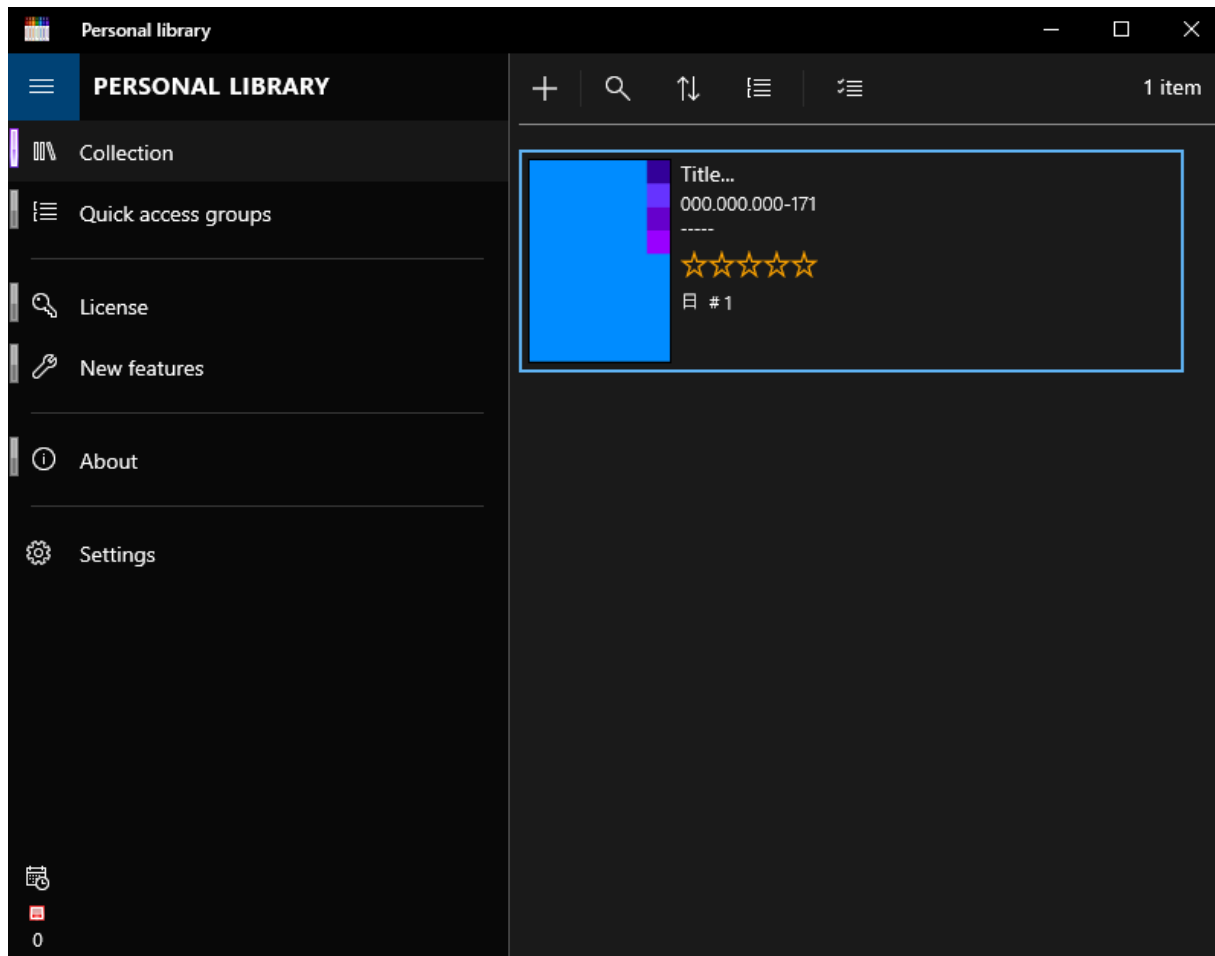 Personal library
PERSONAL LIBRARY
Collection
Quick access groups
License
New features
About
Settings
0
1 item
Title...
000.000.000-171
-----
# 1